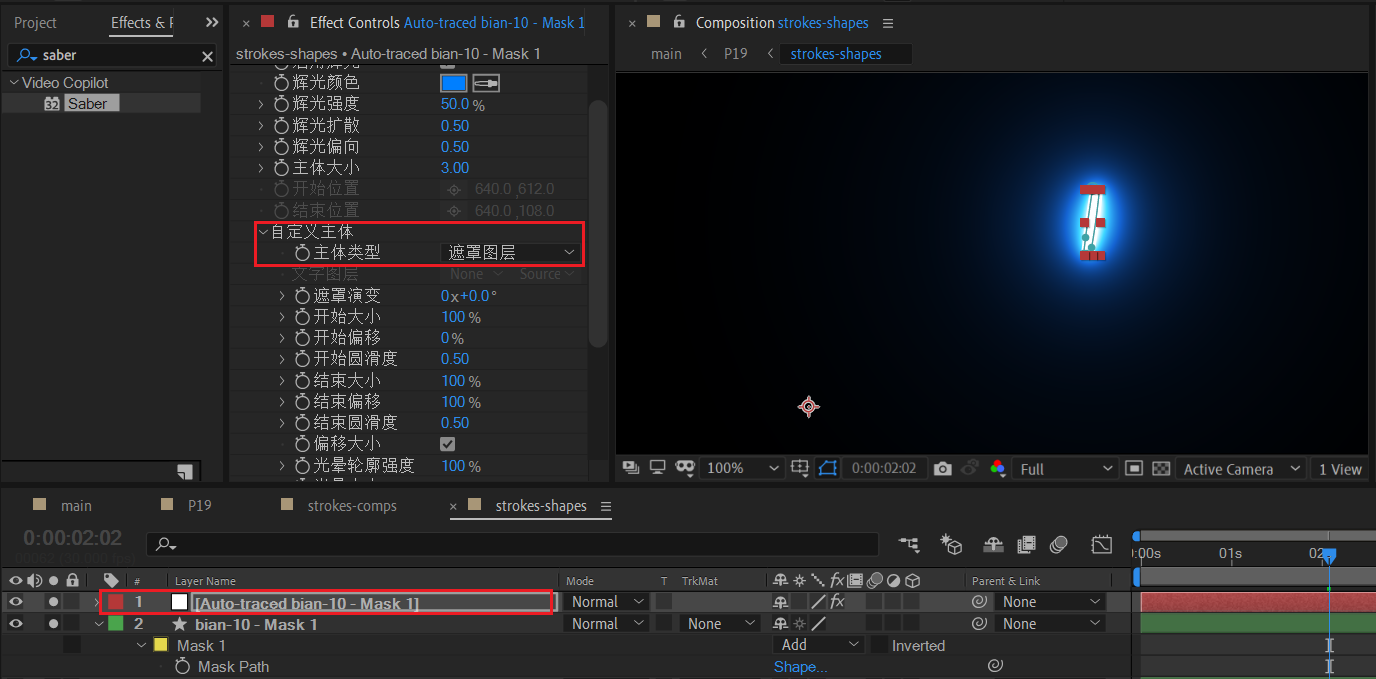 Project
Effects & P
Effect Controls Auto-traced bian-10 - Mask 1
Composition strokes-shapes
saber
strokes-shapes • Auto-traced bian-10 - Mask 1
main
P19
strokes-shapes
Video Copilot
32 Saber
启用辉光
辉光颜色
辉光强度 50.0 %
辉光扩散 0.50
辉光偏向 0.50
主体大小 3.00
开始位置 640.0 ,612.0
结束位置 640.0 ,108.0
自定义主体
主体类型 遮罩图层
文字图层 None Source
遮罩演变 0x+0.0°
开始大小 100 %
开始偏移 0 %
开始圆滑度 0.50
结束大小 100 %
结束偏移 100 %
结束圆滑度 0.50
偏移大小
光晕轮廓强度 100 %
100% 0:00:02:02 Full Active Camera 1 View
main P19 strokes-comps strokes-shapes
0:00:02:02
:00s 01s 02
# Layer Name Mode T TrkMat fx Parent & Link
1 [Auto-traced bian-10 - Mask 1] Normal fx None
2 bian-10 - Mask 1 Normal None None
Mask 1 Add Inverted
Mask Path Shape...